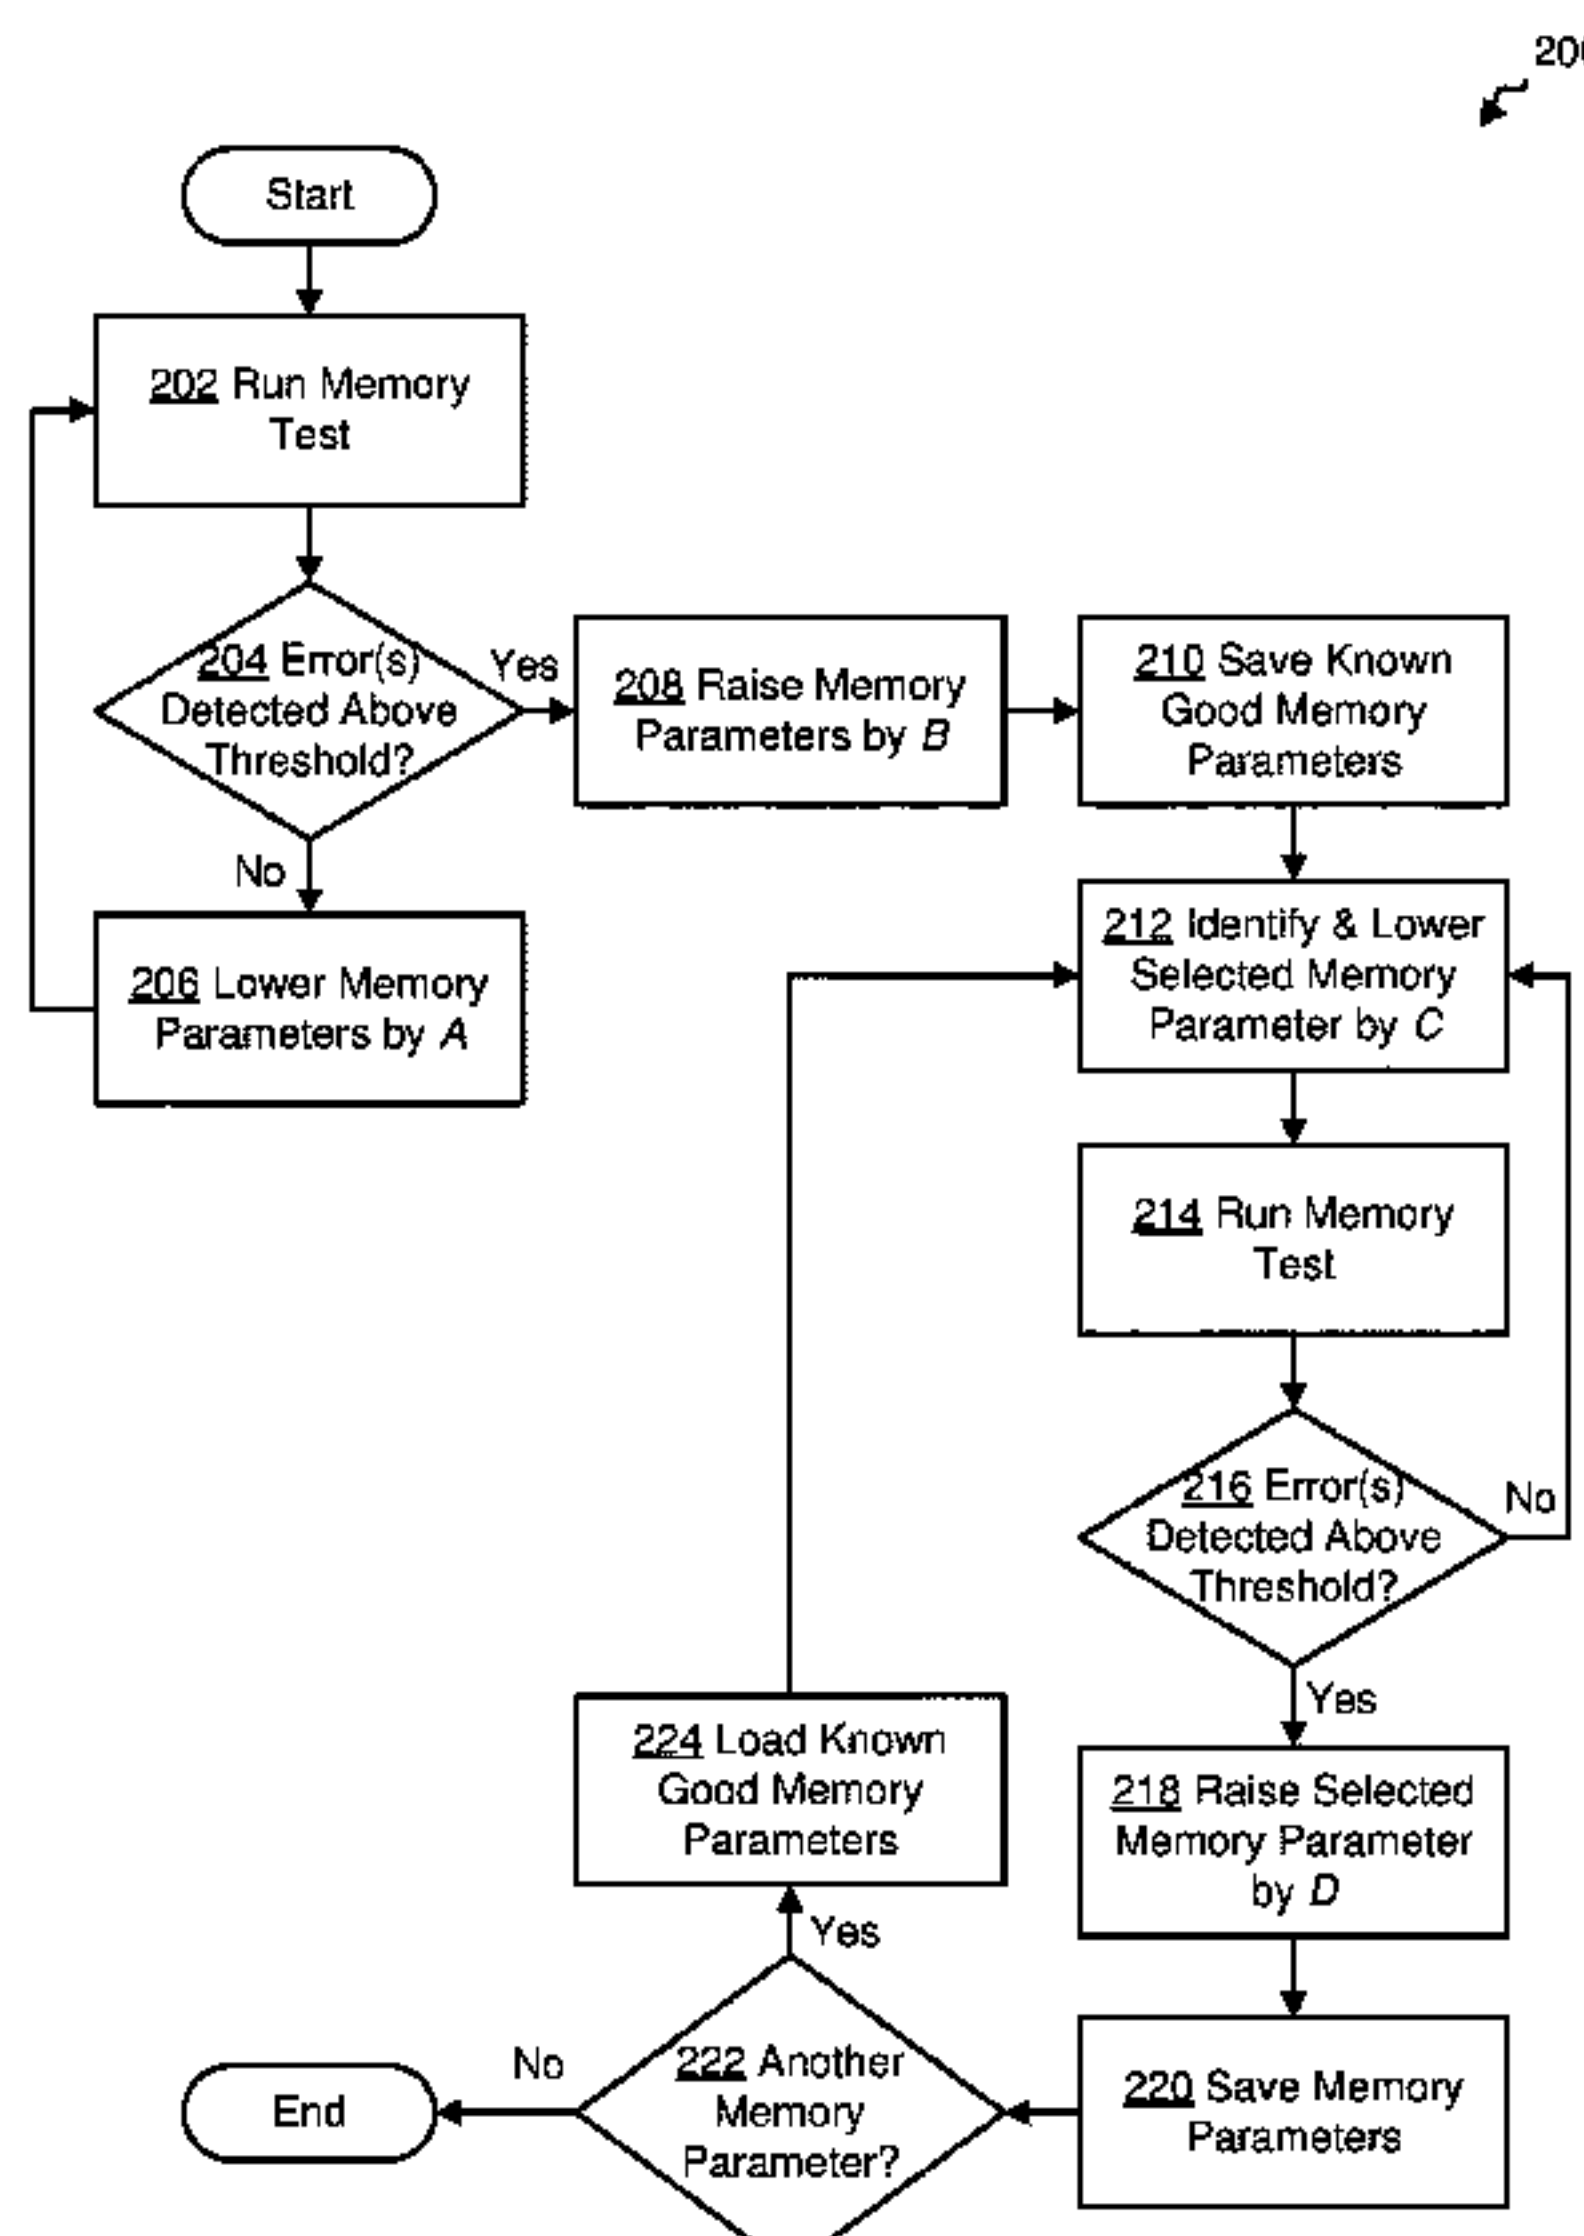 Start
202 Run Memory
Test
204 Error(s)
Detected Above
Threshold?
Yes
No
206 Lower Memory
Parameters by A
208 Raise Memory
Parameters by B
210 Save Known
Good Memory
Parameters
212 Identify & Lower
Selected Memory
Parameter by C
214 Run Memory
Test
216 Error(s)
Detected Above
Threshold?
No
Yes
218 Raise Selected
Memory Parameter
by D
220 Save Memory
Parameters
222 Another
Memory
Parameter?
Yes
224 Load Known
Good Memory
Parameters
No
End